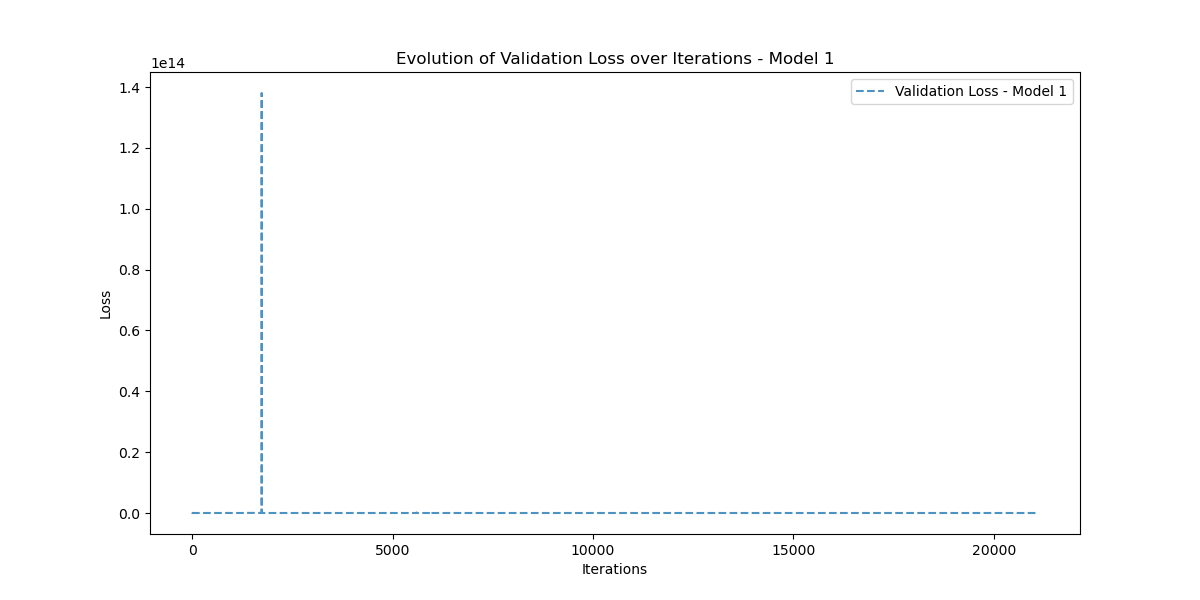 Evolution of Validation Loss over Iterations - Model 1
1e14
Validation Loss - Model 1
1.4
1.2
1.0
0.8
0.6
0.4
0.2
0.0
Loss
0 5000 10000 15000 20000
Iterations